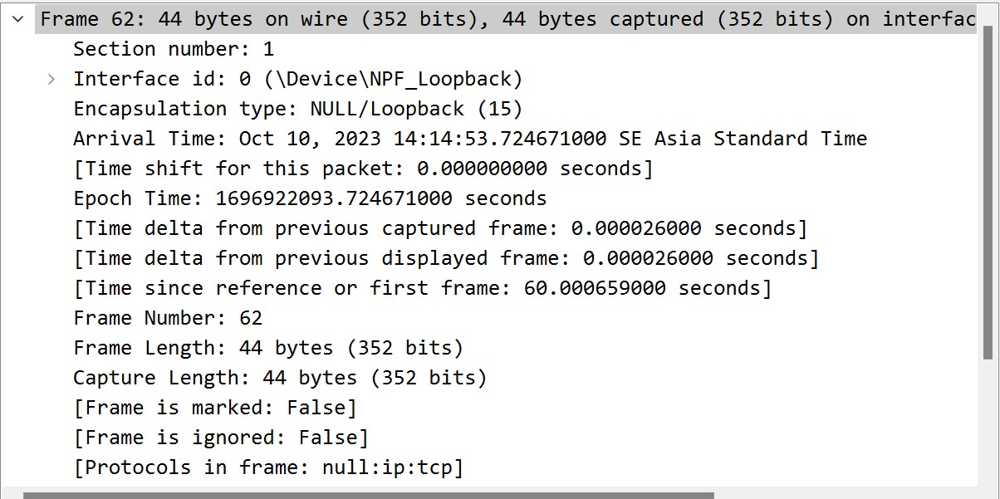 Frame 62: 44 bytes on wire (352 bits), 44 bytes captured (352 bits) on interfac
Section number: 1
Interface id: 0 (\Device\NPF_Loopback)
Encapsulation type: NULL/Loopback (15)
Arrival Time: Oct 10, 2023 14:14:53.724671000 SE Asia Standard Time
[Time shift for this packet: 0.000000000 seconds]
Epoch Time: 1696922093.724671000 seconds
[Time delta from previous captured frame: 0.000026000 seconds]
[Time delta from previous displayed frame: 0.000026000 seconds]
[Time since reference or first frame: 60.000659000 seconds]
Frame Number: 62
Frame Length: 44 bytes (352 bits)
Capture Length: 44 bytes (352 bits)
[Frame is marked: False]
[Frame is ignored: False]
[Protocols in frame: null:ip:tcp]